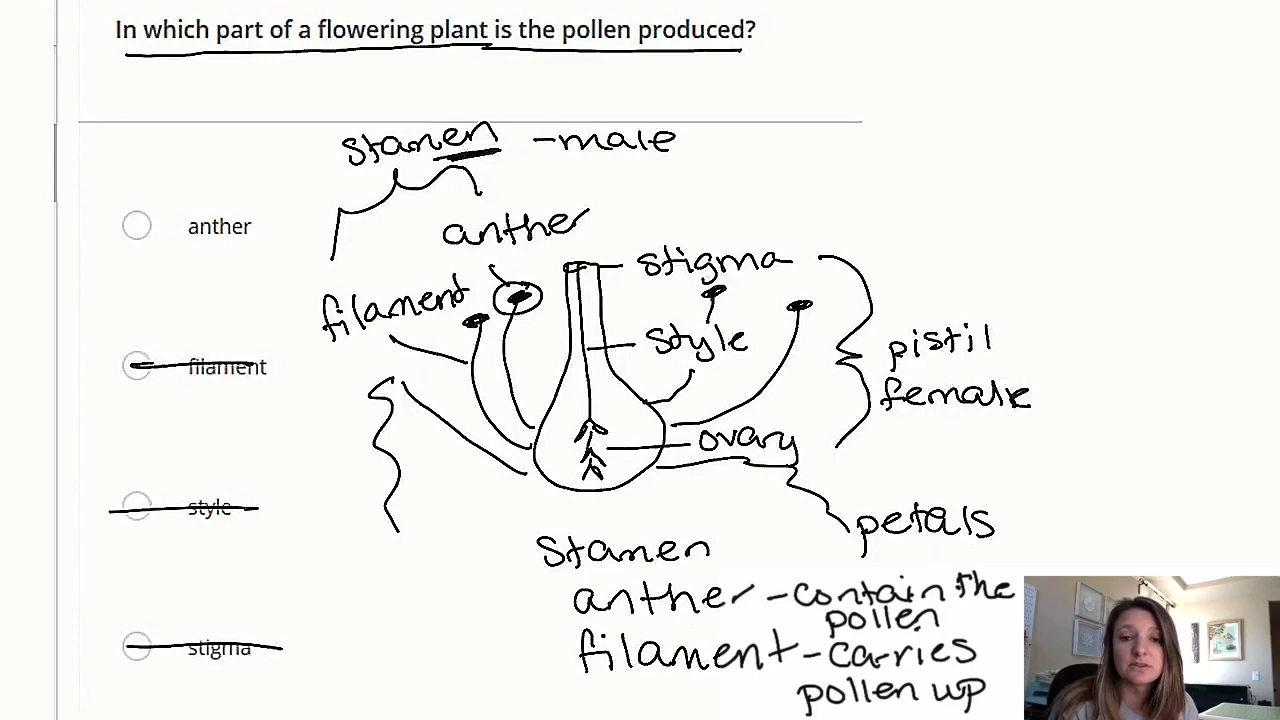 In which part of a flowering plant is the pollen produced?
stamen - male
anther
anther
stigma
filament
style
pistil
female
filament
ovary
style
petals
Stamen
anther - contain the
pollen
filament - carries
pollen up
stigma